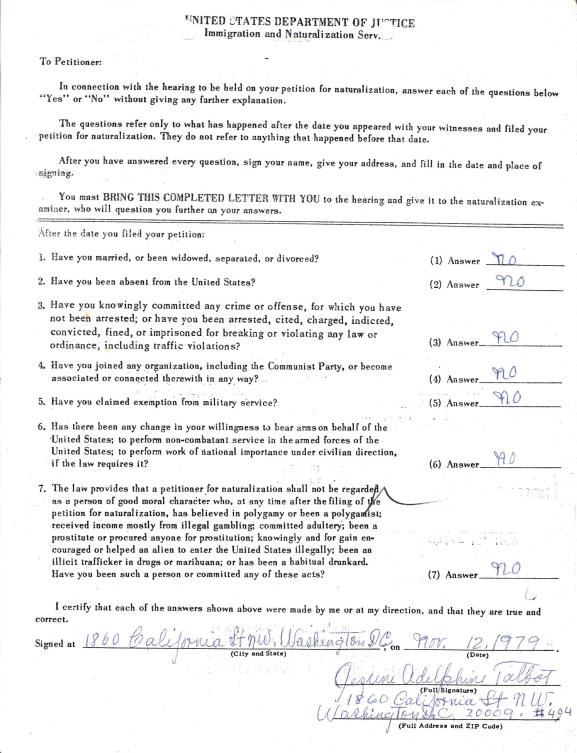 UNITED STATES DEPARTMENT OF JUSTICE
Immigration and Naturalization Serv.
To Petitioner:
In connection with the hearing to be held on your petition for naturalization, answer each of the questions below
"Yes" or "No" without giving any further explanation.
The questions refer only to what has happened after the date you appeared with your witnesses and filed your
petition for naturalization. They do not refer to anything that happened before that date.
After you have answered every question, sign your name, give your address, and fill in the date and place of
signing.
You must BRING THIS COMPLETED LETTER WITH YOU to the hearing and give it to the naturalization ex-
aminer, who will question you further on your answers.
After the date you filed your petition:
1. Have you married, or been widowed, separated, or divorced? (1) Answer no
2. Have you been absent from the United States? (2) Answer no
3. Have you knowingly committed any crime or offense, for which you have
not been arrested; or have you been arrested, cited, charged, indicted,
convicted, fined, or imprisoned for breaking or violating any law or
ordinance, including traffic violations? (3) Answer no
4. Have you joined any organization, including the Communist Party, or become
associated or connected therewith in any way? (4) Answer no
5. Have you claimed exemption from military service? (5) Answer no
6. Has there been any change in your willingness to bear arms on behalf of the
United States; to perform non-combatant service in the armed forces of the
United States; to perform work of national importance under civilian direction,
if the law requires it? (6) Answer no
7. The law provides that a petitioner for naturalization shall not be regarded
as a person of good moral character who, at any time after the filing of the
petition for naturalization, has believed in polygamy or been a polygamist;
received income mostly from illegal gambling; committed adultery; been a
prostitute or procured anyone for prostitution; knowingly and for gain en-
couraged or helped an alien to enter the United States illegally; been an
illicit trafficker in drugs or marihuana; or has been a habitual drunkard.
Have you been such a person or committed any of these acts? (7) Answer no
I certify that each of the answers shown above were made by me or at my direction, and that they are true and
correct.
Signed at 1860 California St NW. Washington DC, on Nov. 12, 1979
(City and State) (Date)
Adelphine Talbot
(Full Signature)
1860 California St NW.
Washington D.C. 20009. #404
(Full Address and ZIP Code)